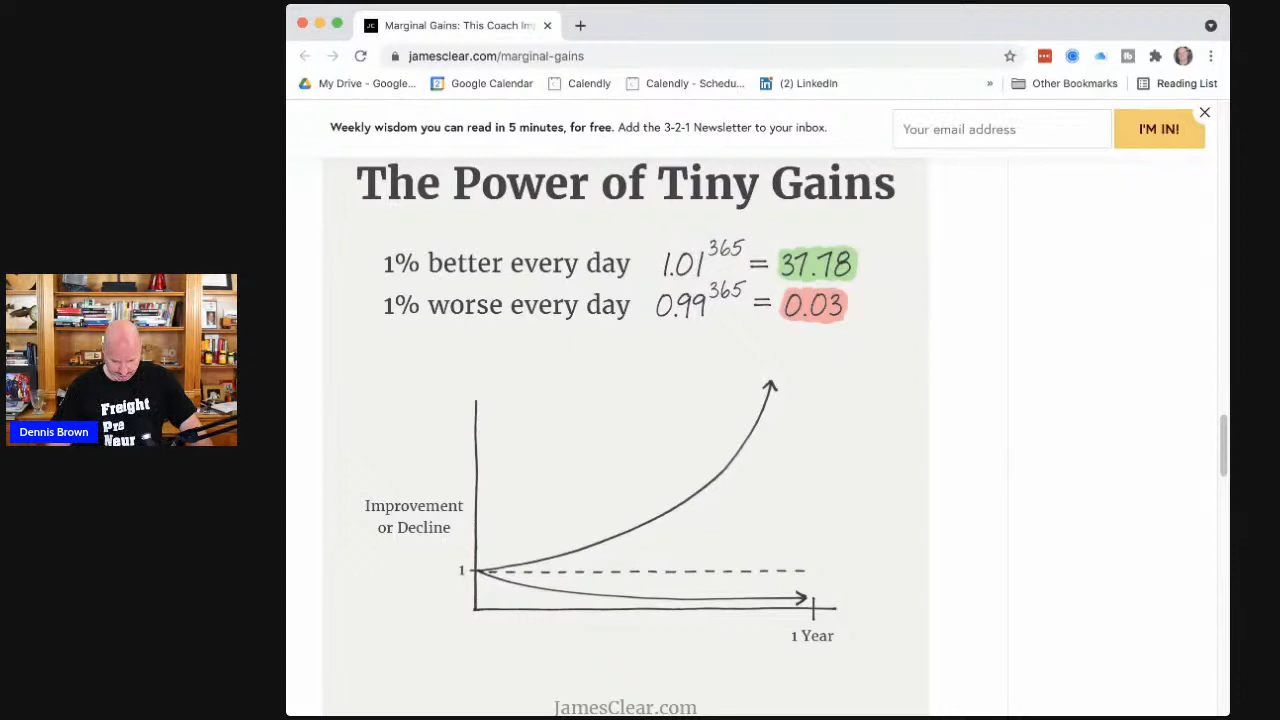 Marginal Gains: This Coach Im
jamesclear.com/marginal-gains
My Drive - Google... Google Calendar Calendly Calendly - Schedu... (2) LinkedIn » Other Bookmarks Reading List
Weekly wisdom you can read in 5 minutes, for free. Add the 3-2-1 Newsletter to your inbox. Your email address I'M IN!
The Power of Tiny Gains
1% better every day 1.01^365 = 37.78
1% worse every day 0.99^365 = 0.03
Improvement
or Decline
1
1 Year
JamesClear.com
Freight
Pre
Neur
Dennis Brown